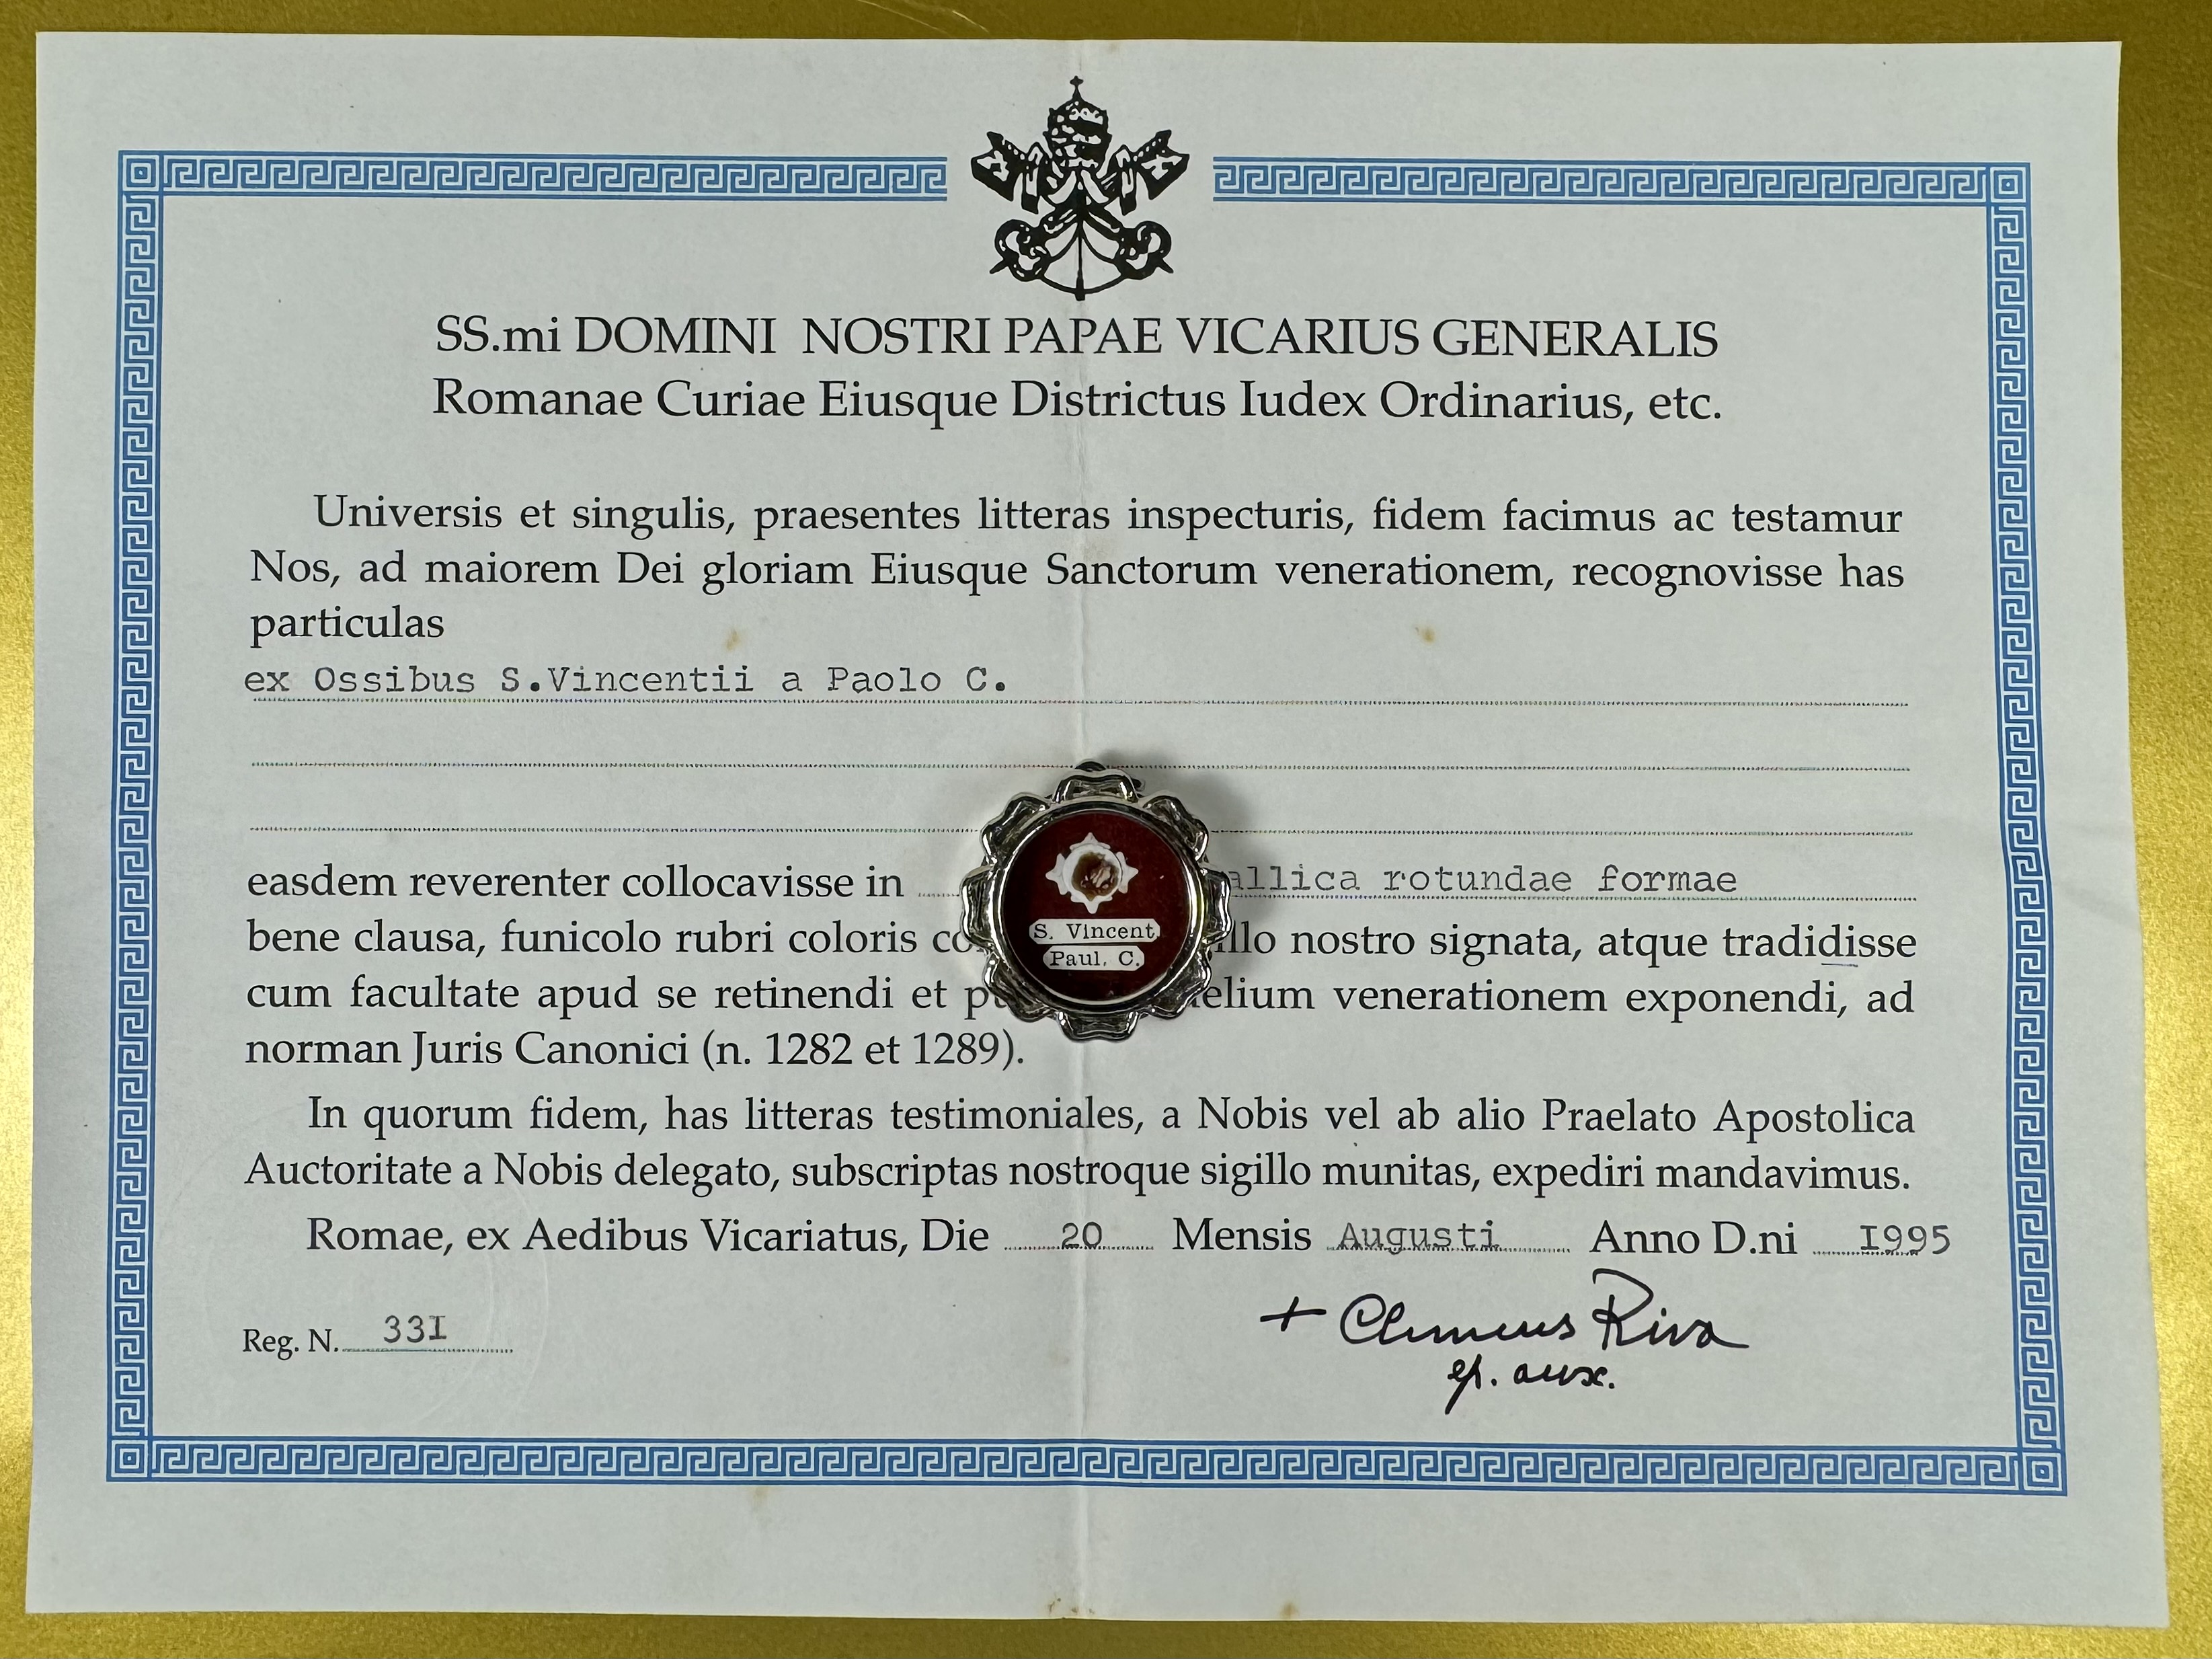 SS.mi DOMINI NOSTRI PAPAE VICARIUS GENERALIS
Romanae Curiae Eiusque Districtus Iudex Ordinarius, etc.
Universis et singulis, praesentes litteras inspecturis, fidem facimus ac testamur
Nos, ad maiorem Dei gloriam Eiusque Sanctorum venerationem, recognovisse has
particulas
ex Ossibus S.Vincentii a Paolo C.
easdem reverenter collocavisse in allica rotundae formae
bene clausa, funicolo rubri coloris co llo nostro signata, atque tradidisse
cum facultate apud se retinendi et p elium venerationem exponendi, ad
norman Juris Canonici (n. 1282 et 1289).
S. Vincent
Paul. C.
In quorum fidem, has litteras testimoniales, a Nobis vel ab alio Praelato Apostolica
Auctoritate a Nobis delegato, subscriptas nostroque sigillo munitas, expediri mandavimus.
Romae, ex Aedibus Vicariatus, Die 20 Mensis Augusti Anno D.ni I995
Reg. N. 33I
+ Clemens Riva
ep. aux.